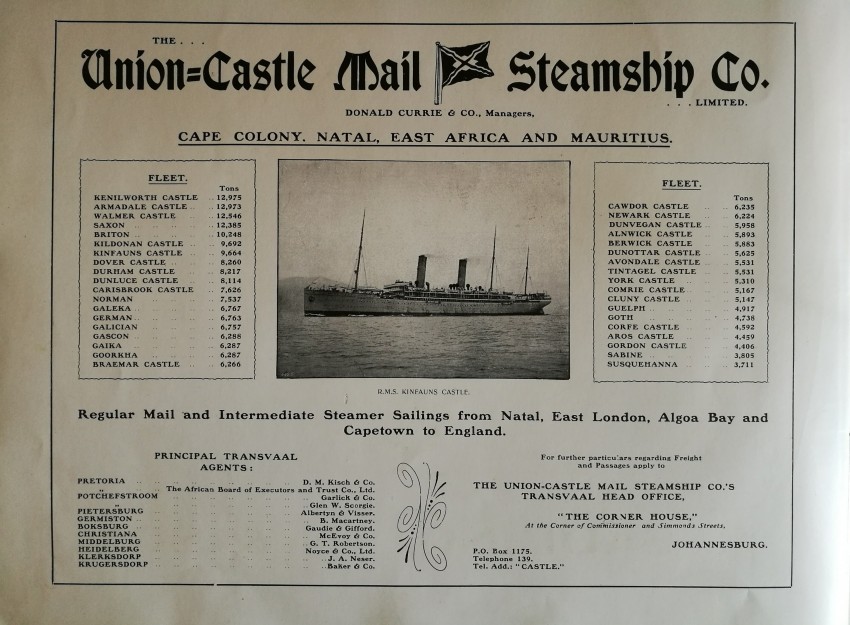 THE . . .
Union=Castle Mail Steamship Co.
. . . LIMITED.
DONALD CURRIE & CO., Managers,
CAPE COLONY. NATAL, EAST AFRICA AND MAURITIUS.
FLEET.
Tons
KENILWORTH CASTLE .. 12,975
ARMADALE CASTLE .. 12,973
WALMER CASTLE .. 12,546
SAXON .. 12,385
BRITON .. 10,248
KILDONAN CASTLE .. 9,692
KINFAUNS CASTLE .. 9,664
DOVER CASTLE .. 8,260
DURHAM CASTLE .. 8,217
DUNLUCE CASTLE .. 8,114
CARISBROOK CASTLE .. 7,626
NORMAN .. 7,537
GALEKA .. 6,767
GERMAN .. 6,763
GALICIAN .. 6,757
GASCON .. 6,288
GAIKA .. 6,287
GOORKHA .. 6,287
BRAEMAR CASTLE .. 6,266
FLEET.
Tons
CAWDOR CASTLE .. 6,235
NEWARK CASTLE .. 6,224
DUNVEGAN CASTLE .. 5,958
ALNWICK CASTLE .. 5,893
BERWICK CASTLE .. 5,883
DUNOTTAR CASTLE .. 5,625
AVONDALE CASTLE .. 5,531
TINTAGEL CASTLE .. 5,531
YORK CASTLE .. 5,310
COMRIE CASTLE .. 5,167
CLUNY CASTLE .. 5,147
GUELPH .. 4,917
GOTH .. 4,738
CORFE CASTLE .. 4,592
AROS CASTLE .. 4,459
GORDON CASTLE .. 4,406
SABINE .. 3,805
SUSQUEHANNA .. 3,711
R.M.S. KINFAUNS CASTLE.
Regular Mail and Intermediate Steamer Sailings from Natal, East London, Algoa Bay and
Capetown to England.
PRINCIPAL TRANSVAAL
AGENTS:
PRETORIA .. D. M. Kisch & Co.
" The African Board of Executors and Trust Co., Ltd.
POTCHEFSTROOM .. Garlick & Co.
" .. Glen W. Scorgie.
PIETERSBURG .. Albertyn & Visser.
GERMISTON .. B. Macartney.
BOKSBURG .. Gaudie & Gifford.
CHRISTIANA .. McEvoy & Co.
MIDDELBURG .. G. T. Robertson.
HEIDELBERG .. Noyce & Co., Ltd.
KLERKSDORP .. J. A. Neser.
KRUGERSDORP .. Baker & Co.
For further particulars regarding Freight
and Passages apply to
THE UNION-CASTLE MAIL STEAMSHIP CO.'S
TRANSVAAL HEAD OFFICE,
"THE CORNER HOUSE,"
At the Corner of Commissioner and Simmonds Streets,
JOHANNESBURG.
P.O. Box 1175.
Telephone 139.
Tel. Add.: "CASTLE."